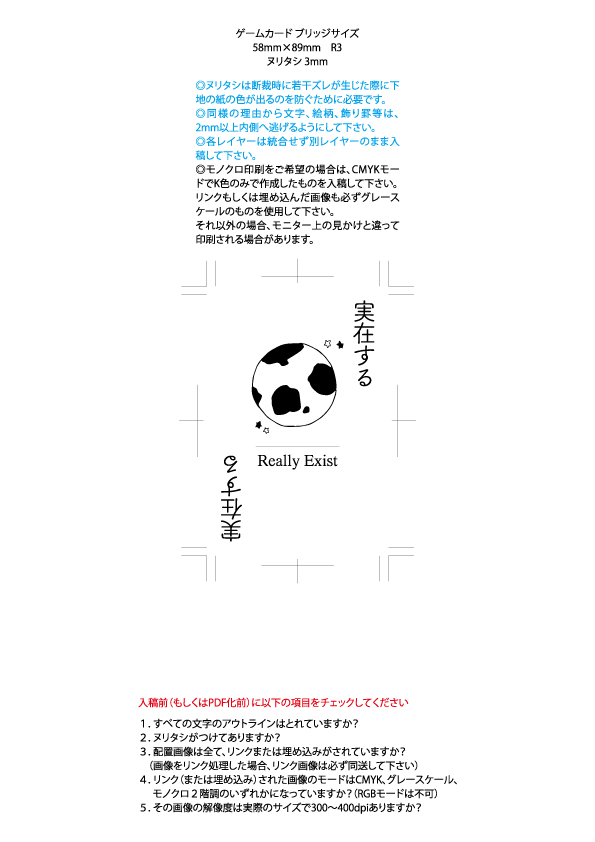 ゲームカード ブリッジサイズ
58mm×89mm R3
ヌリタシ 3mm
◎ヌリタシは断裁時に若干ズレが生じた際に下
地の紙の色が出るのを防ぐために必要です。
◎同様の理由から文字、絵柄、飾り罫等は、
2mm以上内側へ逃げるようにして下さい。
◎各レイヤーは統合せず別レイヤーのまま入
稿して下さい。
◎モノクロ印刷をご希望の場合は、CMYKモー
ドでK色のみで作成したものを入稿して下さい。
リンクもしくは埋め込んだ画像も必ずグレース
ケールのものを使用して下さい。
それ以外の場合、モニター上の見かけと違って
印刷される場合があります。
実在する
Really Exist
実在する
入稿前（もしくはPDF化前）に以下の項目をチェックしてください
１．すべての文字のアウトラインはとれていますか？
２．ヌリタシがつけてありますか？
３．配置画像は全て、リンクまたは埋め込みがされていますか？
（画像をリンク処理した場合、リンク画像は必ず同送して下さい）
４．リンク（または埋め込み）された画像のモードはCMYK、グレースケール、
モノクロ２階調のいずれかになっていますか？（RGBモードは不可）
５．その画像の解像度は実際のサイズで300〜400dpiありますか？